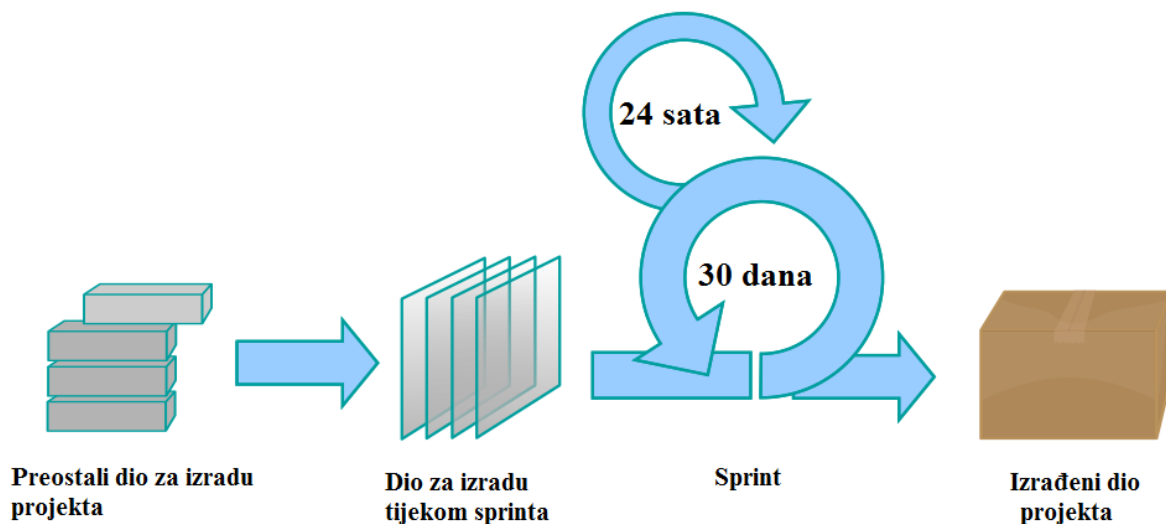 24 sata
30 dana
Preostali dio za izradu
projekta
Dio za izradu
tijekom sprinta
Sprint
Izrađeni dio
projekta